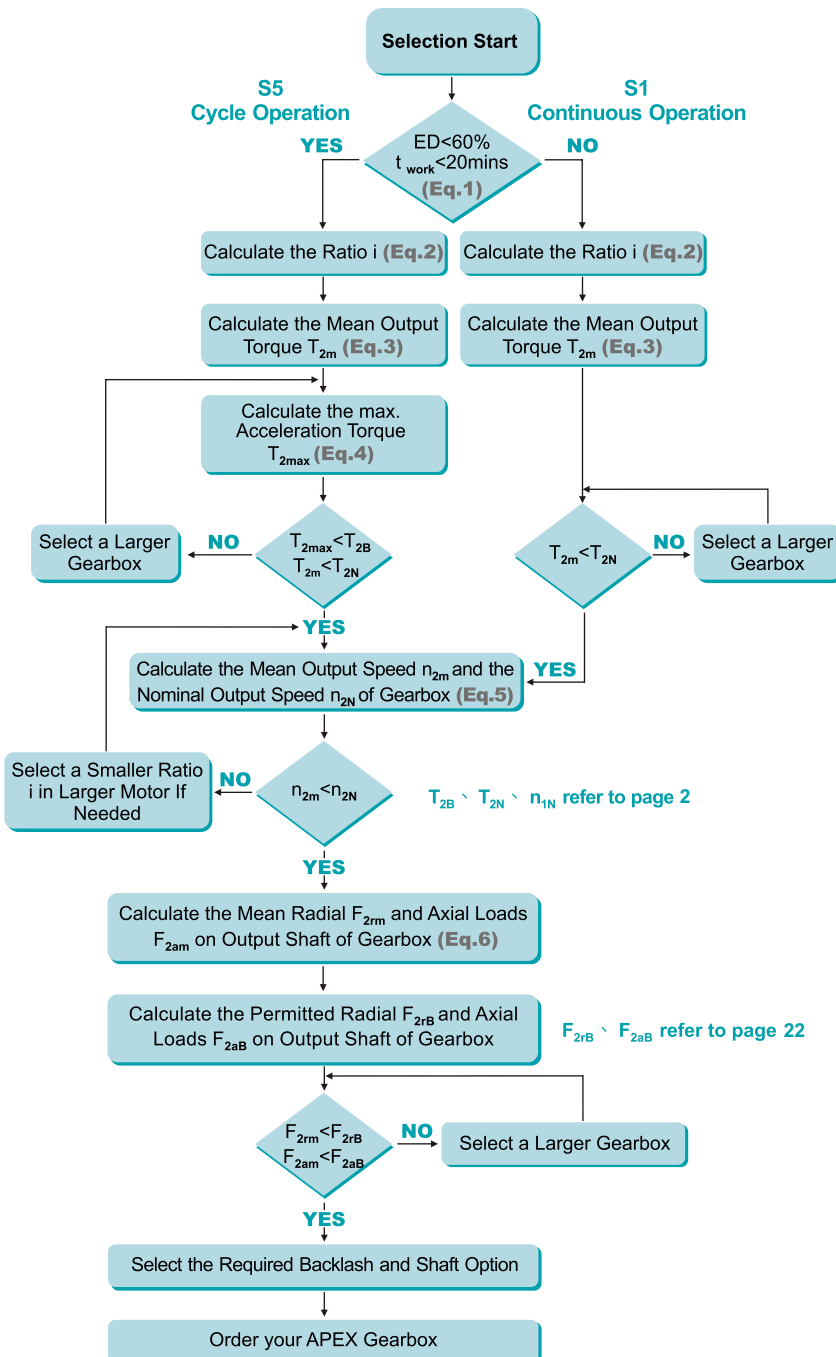 Selection Start
S5
Cycle Operation
S1
Continuous Operation
YES
ED<60%
t work<20mins
(Eq.1)
NO
Calculate the Ratio i (Eq.2)
Calculate the Ratio i (Eq.2)
Calculate the Mean Output
Torque T2m (Eq.3)
Calculate the Mean Output
Torque T2m (Eq.3)
Calculate the max.
Acceleration Torque
T2max (Eq.4)
Select a Larger
Gearbox
NO
T2max<T2B
T2m<T2N
T2m<T2N
NO
Select a Larger
Gearbox
YES
Calculate the Mean Output Speed n2m and the
Nominal Output Speed n2N of Gearbox (Eq.5)
YES
Select a Smaller Ratio
i in Larger Motor If
Needed
NO
n2m<n2N
T2B、T2N、n1N refer to page 2
YES
Calculate the Mean Radial F2rm and Axial Loads
F2am on Output Shaft of Gearbox (Eq.6)
Calculate the Permitted Radial F2rB and Axial
Loads F2aB on Output Shaft of Gearbox
F2rB、F2aB refer to page 22
F2rm<F2rB
F2am<F2aB
NO
Select a Larger Gearbox
YES
Select the Required Backlash and Shaft Option
Order your APEX Gearbox